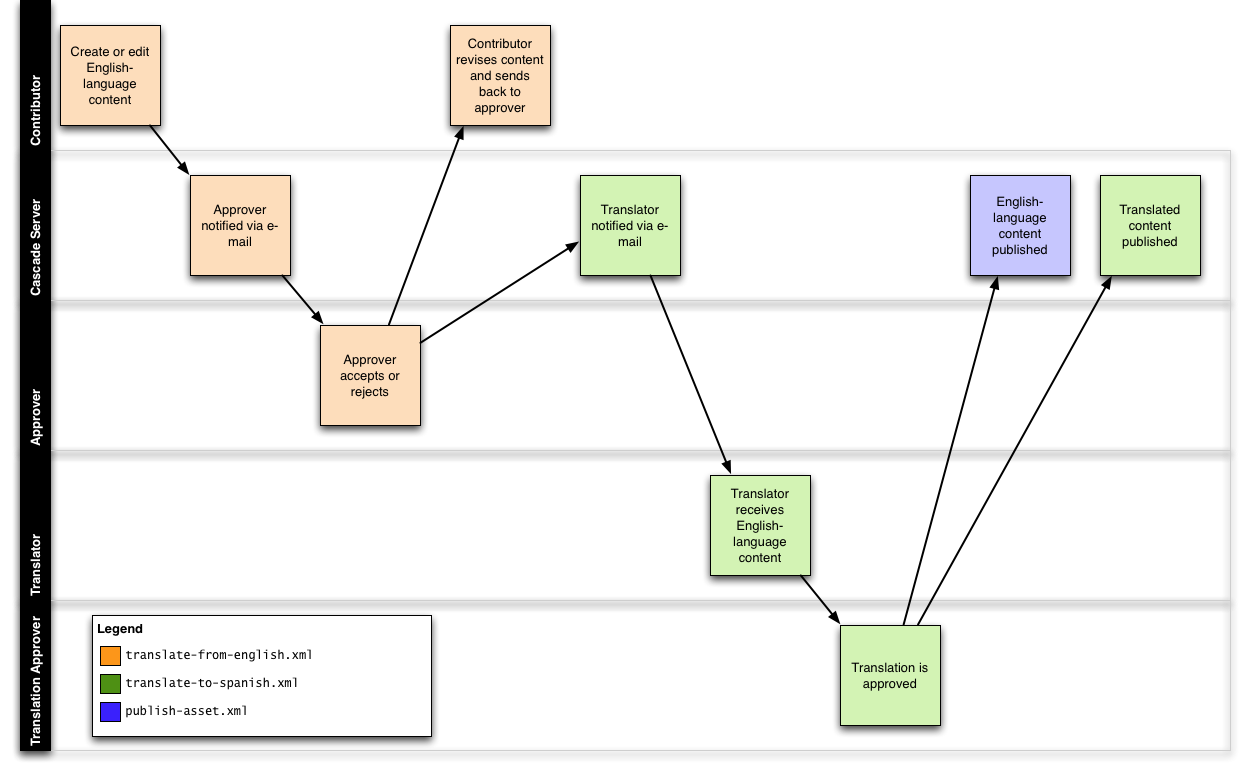 Contributor
Create or edit
English-
language
content
Contributor
revises content
and sends
back to
approver
Cascade Server
Approver
notified via e-
mail
Translator
notified via e-
mail
English-
language
content
published
Translated
content
published
Approver
Approver
accepts or
rejects
Translator
Translator
receives
English-
language
content
Translation Approver
Translation is
approved
Legend
translate-from-english.xml
translate-to-spanish.xml
publish-asset.xml